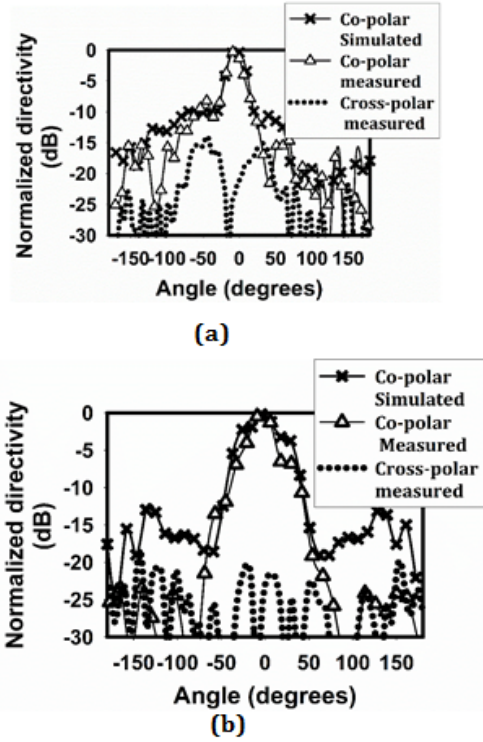 Co-polar
Simulated
Co-polar
measured
Cross-polar
measured
Normalized directivity
(dB)
0
-5
-10
-15
-20
-25
-30
-150 -100 -50 0 50 100 150
Angle (degrees)
(a)
Co-polar
Simulated
Co-polar
Measured
Cross-polar
measured
Normalized directivity
(dB)
0
-5
-10
-15
-20
-25
-30
-150 -100 -50 0 50 100 150
Angle (degrees)
(b)